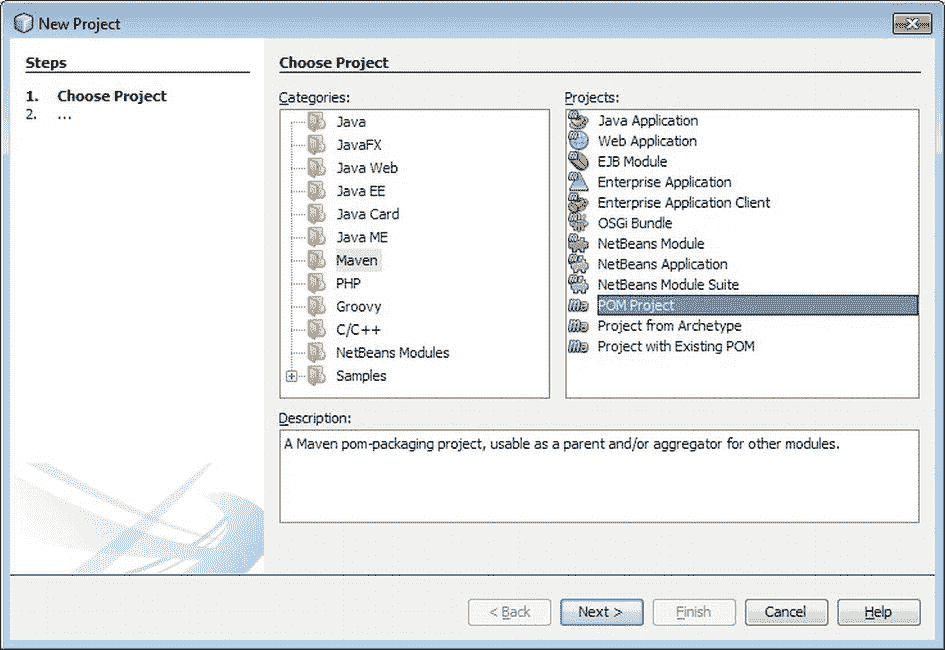 New Project
Steps
1. Choose Project
2. ...
Choose Project
Categories:
Java
JavaFX
Java Web
Java EE
Java Card
Java ME
Maven
PHP
Groovy
C/C++
NetBeans Modules
Samples
Projects:
Java Application
Web Application
EJB Module
Enterprise Application
Enterprise Application Client
OSGi Bundle
NetBeans Module
NetBeans Application
NetBeans Module Suite
POM Project
Project from Archetype
Project with Existing POM
Description:
A Maven pom-packaging project, usable as a parent and/or aggregator for other modules.
< Back
Next >
Finish
Cancel
Help